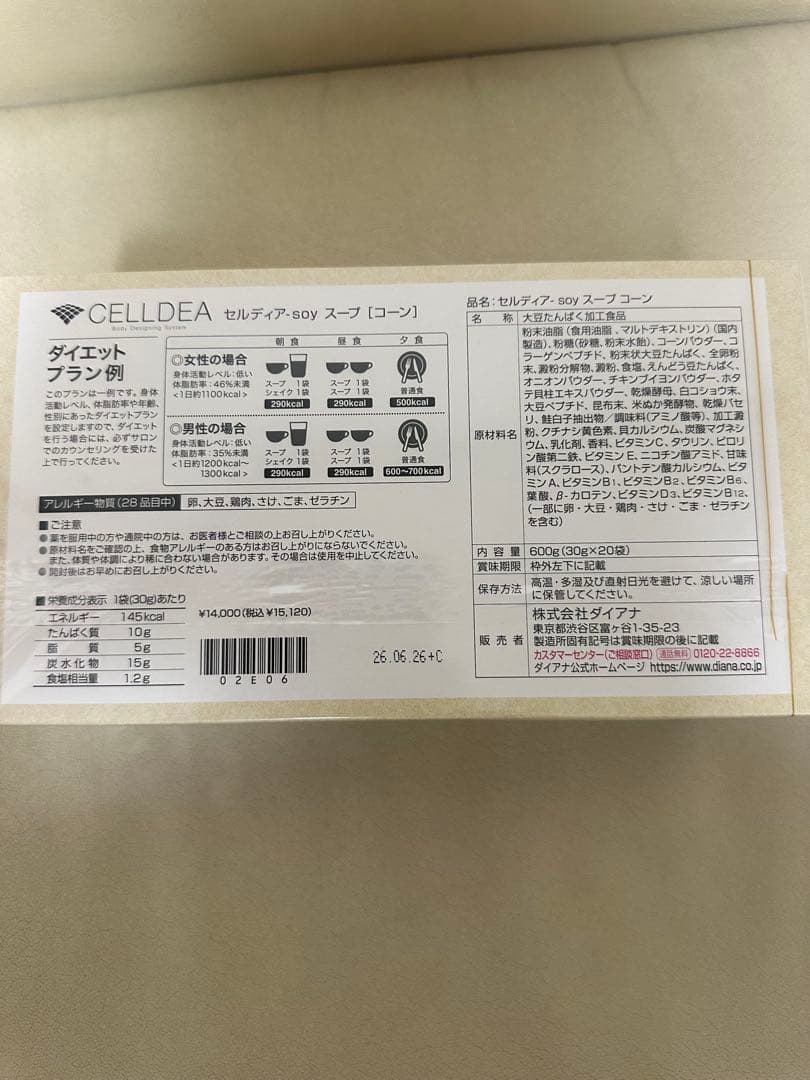 CELLDEA セルディア-soy スープ [コーン]
Body Designing System
ダイエット
プラン例
このプランは一例です。身体
活動レベル、体脂肪率や年齢、
性別にあったダイエットプラン
を設定しますので、ダイエット
を行う場合には、必ずサロン
でのカウンセリングを受けた
上で行ってください。
朝食 昼食 夕食
◎女性の場合
身体活動レベル：低い
体脂肪率：46%未満
<1日約1100kcal>
スープ 1袋
シェイク 1袋
290kcal
スープ 1袋
スープ 1袋
290kcal
普通食
500kcal
◎男性の場合
身体活動レベル：低い
体脂肪率：35%未満
<1日約1200kcal~
1300kcal>
スープ 1袋
シェイク 1袋
290kcal
スープ 1袋
スープ 1袋
290kcal
普通食
600~700kcal
アレルギー物質(28品目中) 卵、大豆、鶏肉、さけ、ごま、ゼラチン
■ご注意
●薬を服用中の方や通院中の方は、お医者様とご相談の上お召し上がりください。
●原材料名をご確認の上、食物アレルギーのある方はお召し上がりにならないでください。
また、体質や体調により稀に合わない場合があります。その場合は使用を中止してください。
●開封後はお早めにお召し上がりください。
■栄養成分表示 1袋(30g)あたり
エネルギー 145kcal
たんぱく質 10g
脂質 5g
炭水化物 15g
食塩相当量 1.2g
¥14,000(税込¥15,120)
02E06
26.06.26+C
品名：セルディア- soy スープ コーン
名称 大豆たんぱく加工食品
原材料名
粉末油脂(食用油脂、マルトデキストリン)(国内
製造)、粉糖(砂糖、粉末水飴)、コーンパウダー、コ
ラーゲンペプチド、粉末状大豆たんぱく、全卵粉
末、澱粉分解物、澱粉、食塩、えんどう豆たんぱく、
オニオンパウダー、チキンブイヨンパウダー、ホタ
テ貝柱エキスパウダー、乾燥酵母、白コショウ末、
大豆ペプチド、昆布末、米ぬか発酵物、乾燥パセ
リ、鮭白子抽出物／調味料(アミノ酸等)、加工澱
粉、クチナシ黄色素、貝カルシウム、炭酸マグネシ
ウム、乳化剤、香料、ビタミンC、タウリン、ピロリ
ン酸第二鉄、ビタミンE、ニコチン酸アミド、甘味
料(スクラロース)、パントテン酸カルシウム、ビタ
ミンA、ビタミンB1、ビタミンB2、ビタミンB6、
葉酸、β-カロテン、ビタミンD3、ビタミンB12、
(一部に卵・大豆・鶏肉・さけ・ごま・ゼラチン
を含む)
内容量 600g(30g×20袋)
賞味期限 枠外左下に記載
保存方法 高温・多湿及び直射日光を避けて、涼しい場所
に保管してください。
販売者
株式会社ダイアナ
東京都渋谷区富ヶ谷1-35-23
製造所固有記号は賞味期限の後に記載
カスタマーセンター(ご相談窓口) 通話無料 0120-22-8866
ダイアナ公式ホームページ https://www.diana.co.jp